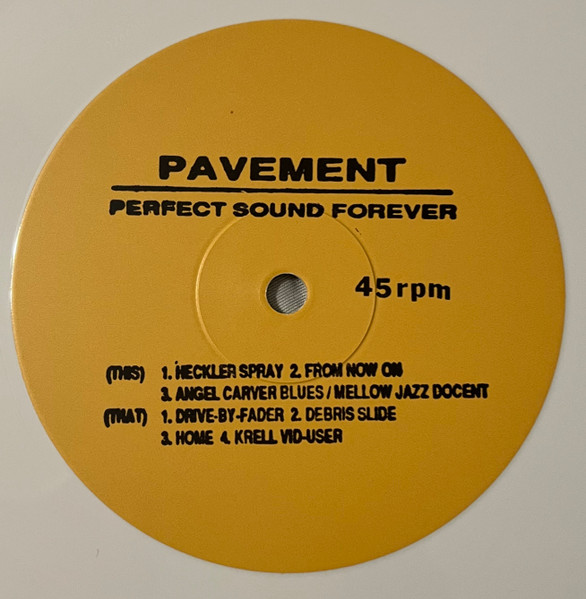 PAVEMENT
PERFECT SOUND FOREVER
45rpm
(THIS) 1. HECKLER SPRAY 2. FROM NOW ON
3. ANGEL CARVER BLUES / MELLOW JAZZ DOCENT
(THAT) 1. DRIVE-BY-FADER 2. DEBRIS SLIDE
3. HOME 4. KRELL VID-USER